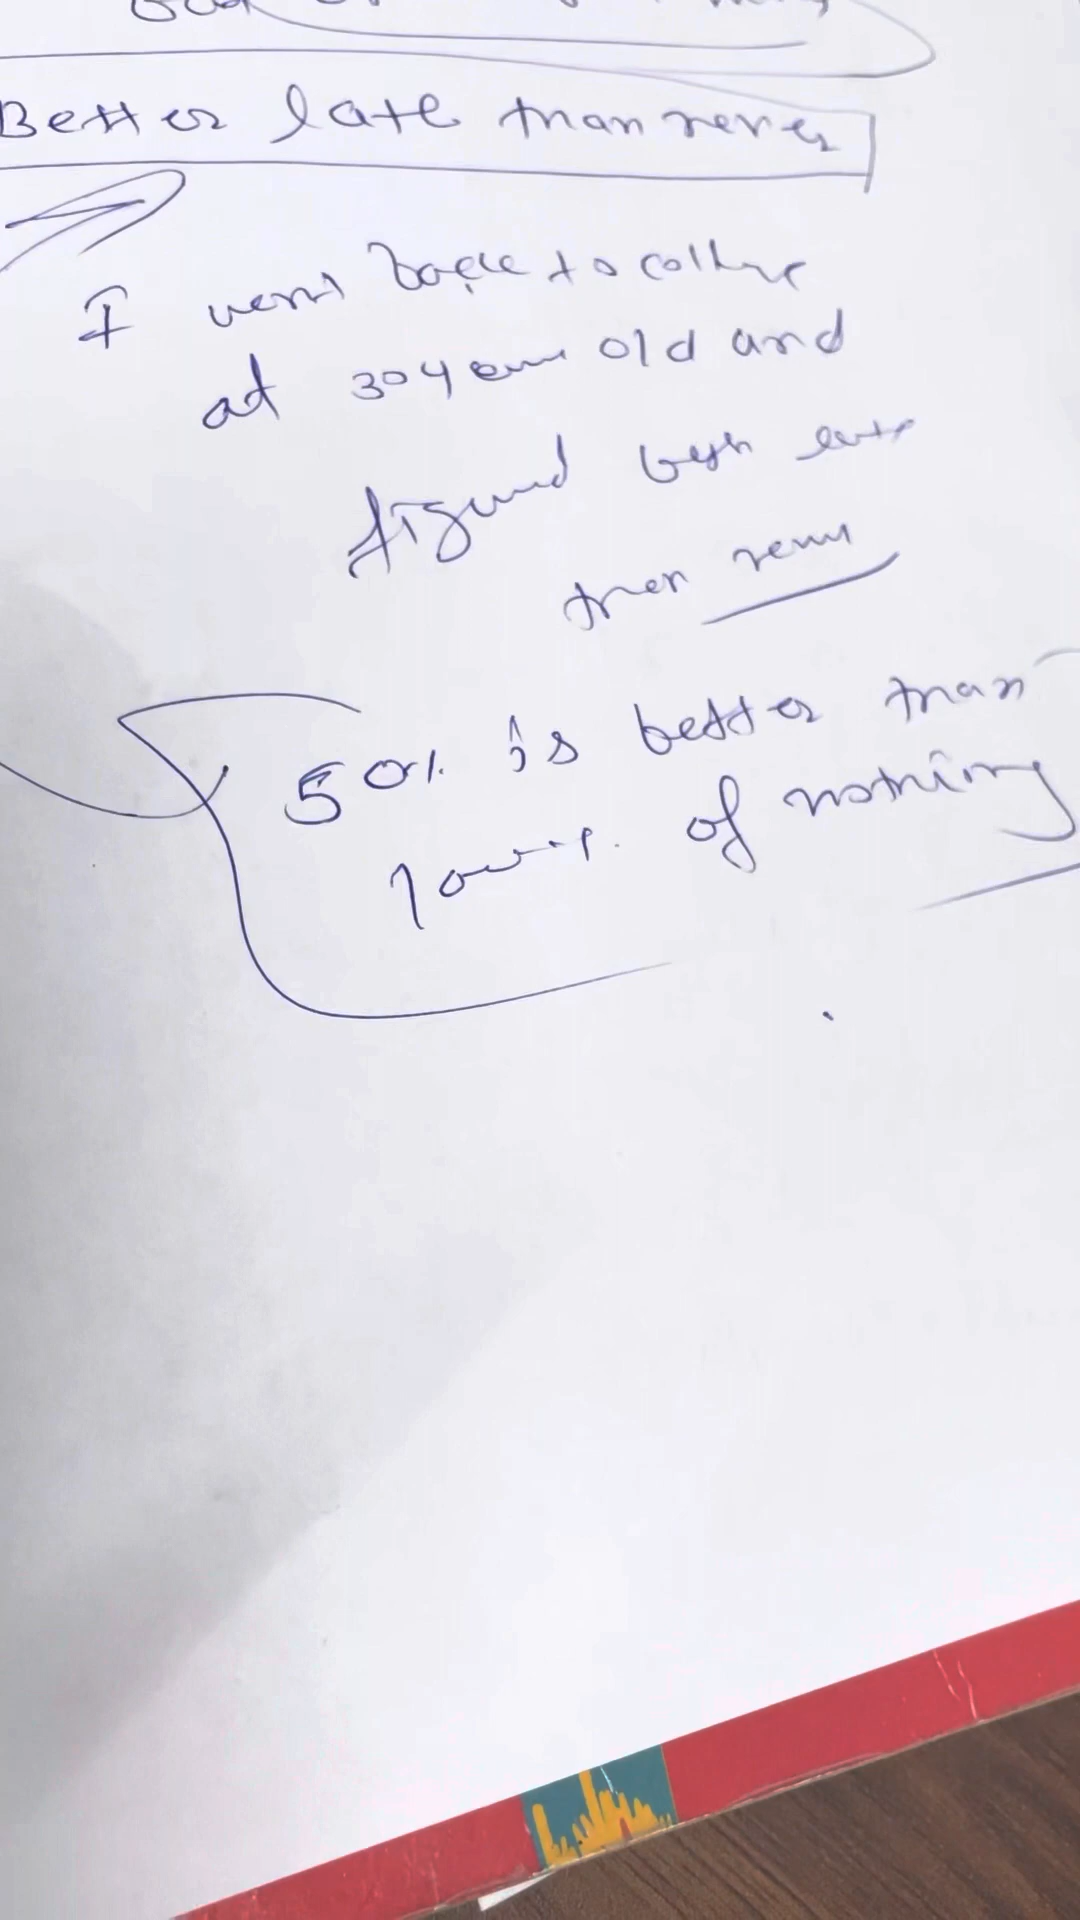 Better late than never
I went back to college
at 30 year old and
figured better late
than never
50% is better than
100%. of nothing